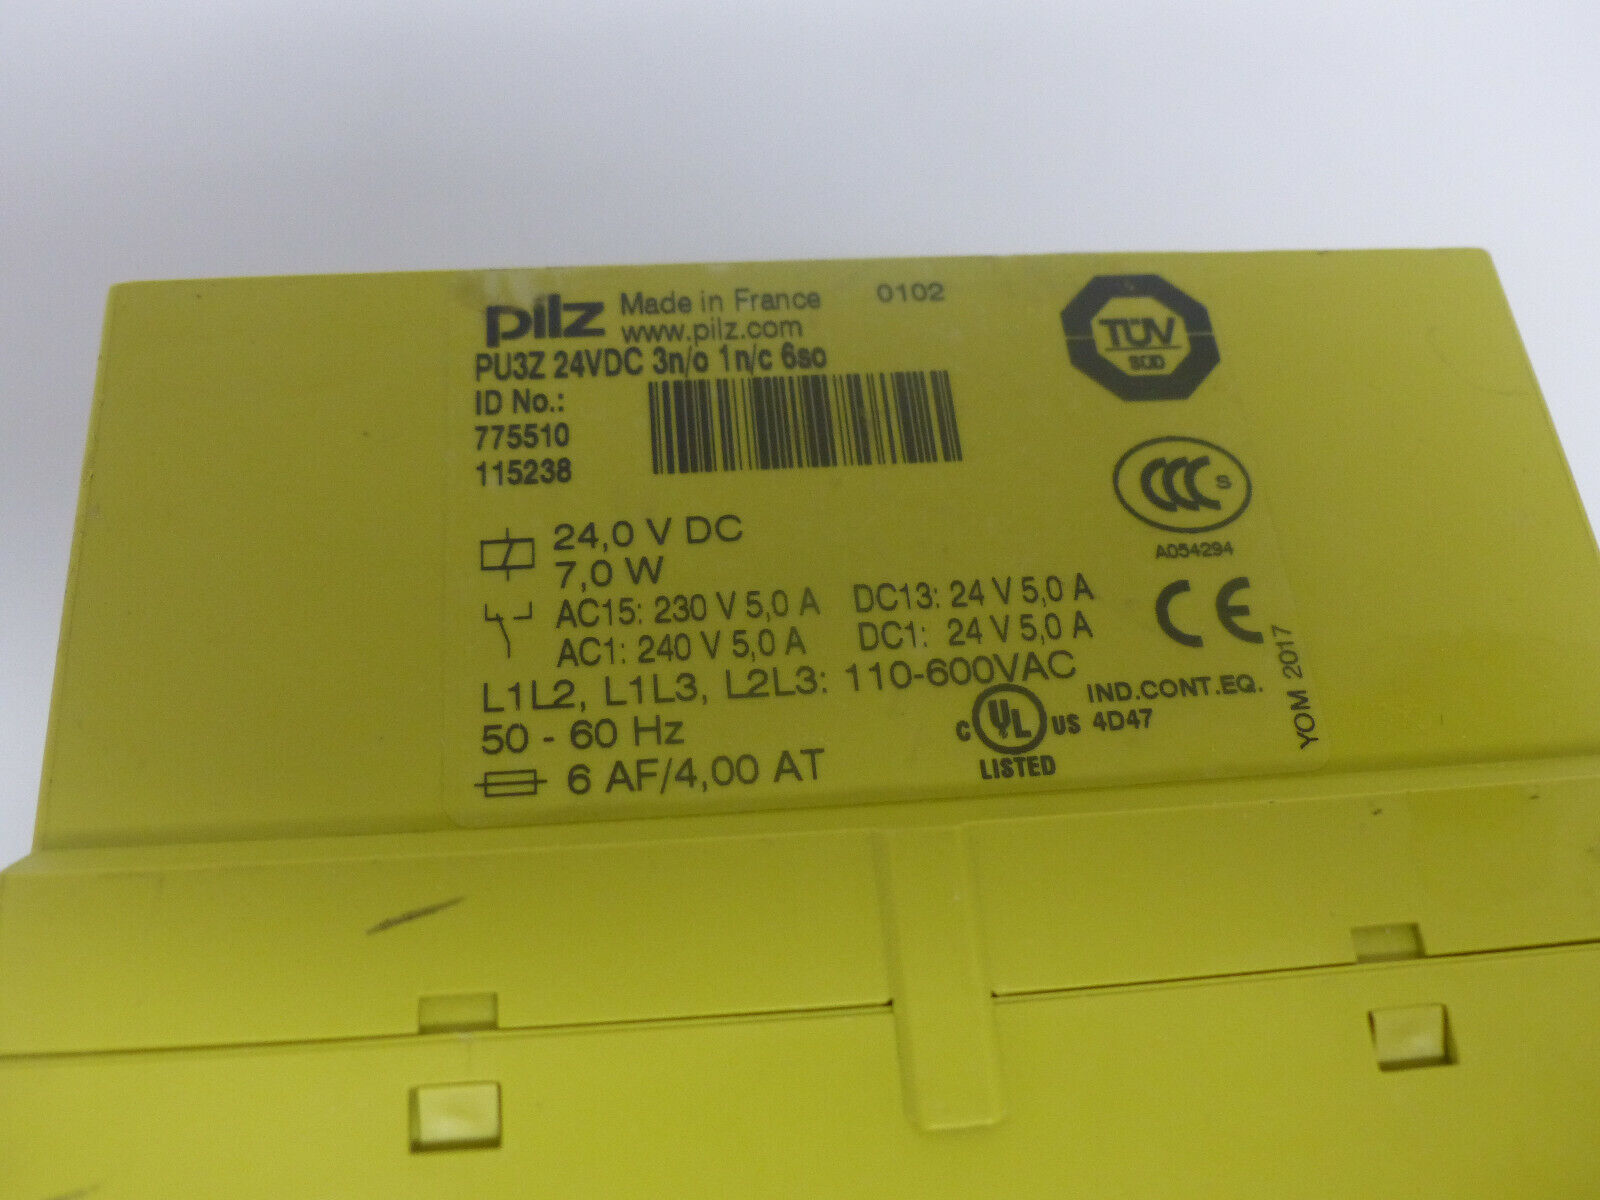 pilz Made in France 0102
www.pilz.com
PU3Z 24VDC 3n/o 1n/c 6so
ID No.:
775510
115238
TÜV
SÜD
CCC S
A054294
24,0 V DC
7,0 W
AC15: 230 V 5,0 A DC13: 24 V 5,0 A
AC1: 240 V 5,0 A DC1: 24 V 5,0 A
CE
L1L2, L1L3, L2L3: 110-600VAC
50 - 60 Hz
6 AF/4,00 AT
C UL US
LISTED
IND.CONT.EQ.
4D47
YOM 2017